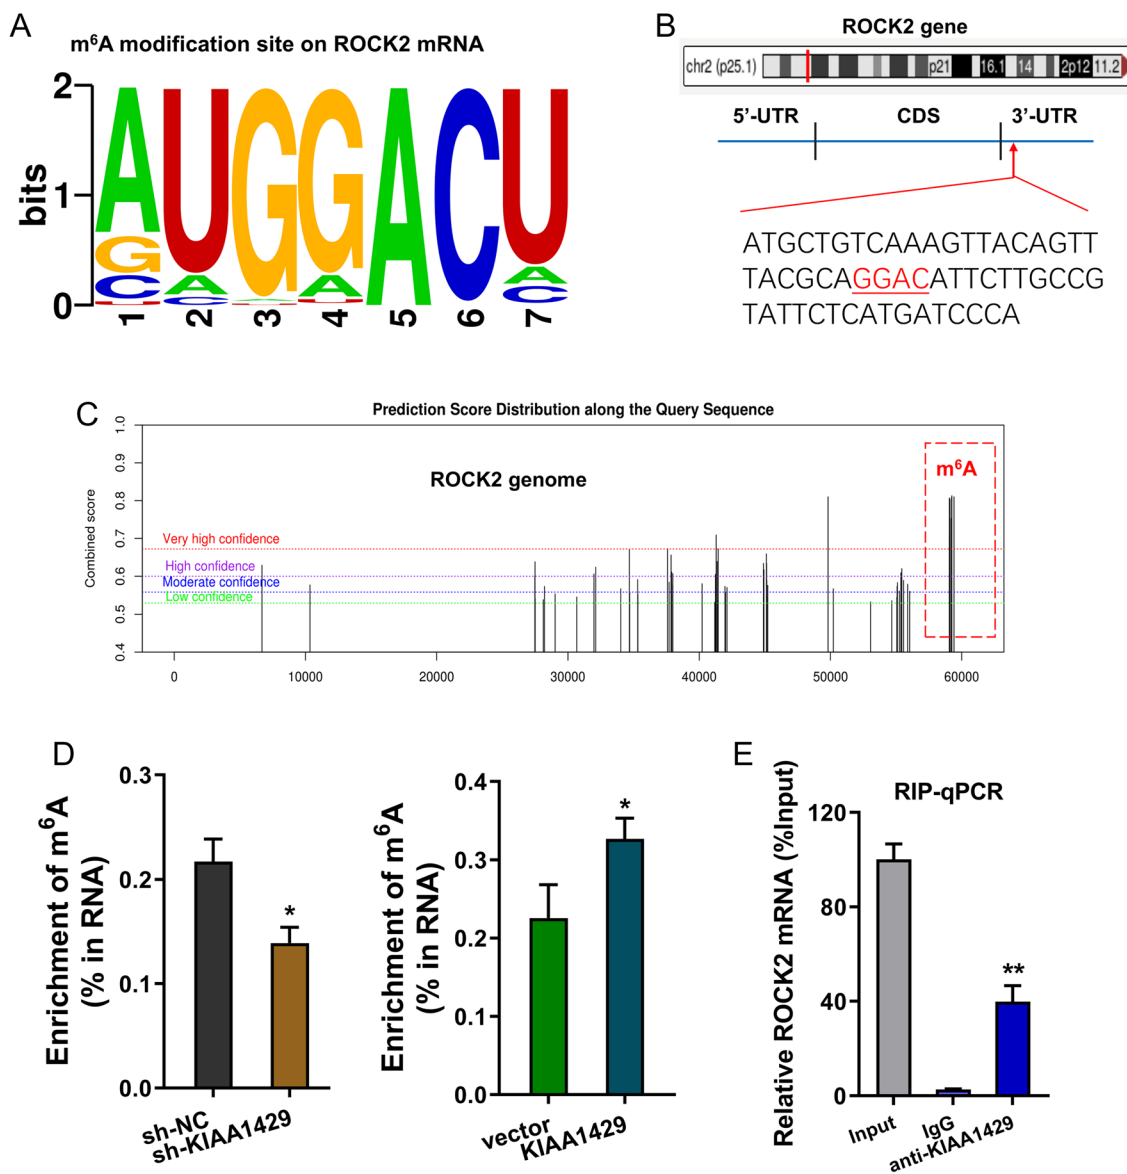 A
m⁶A modification site on ROCK2 mRNA
2
1
0
bits
AUGGACU
G
C
A
C
A
A
C
1 2 3 4 5 6 7
B
ROCK2 gene
chr2 (p25.1) p21 16.1 14 2p12 11.2
5’-UTR CDS 3’-UTR
ATGCTGTCAAAGTTACAGTT
TACGCAGGACATTCTTGCCG
TATTCTCATGATCCCA
C
Prediction Score Distribution along the Query Sequence
Combined score
1.0
0.9
0.8
0.7
0.6
0.5
0.4
ROCK2 genome
m⁶A
Very high confidence
High confidence
Moderate confidence
Low confidence
0 10000 20000 30000 40000 50000 60000
D
Enrichment of m⁶A
(% in RNA)
0.3
0.2
0.1
0.0
*
sh-NC
sh-KIAA1429
Enrichment of m⁶A
(% in RNA)
0.4
0.3
0.2
0.1
0.0
*
vector
KIAA1429
E
RIP-qPCR
Relative ROCK2 mRNA (%Input)
120
80
40
0
**
Input
IgG
anti-KIAA1429